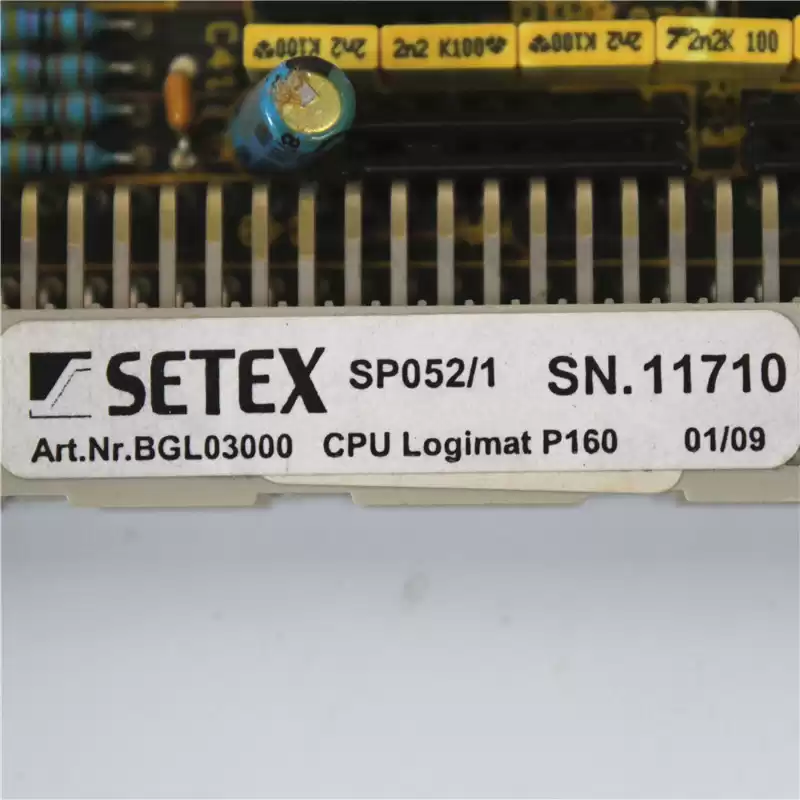 2n2 K100
2n2 K100
2n2 K100
2n2K 100
SETEX SP052/1 SN.11710
Art.Nr.BGL03000 CPU Logimat P160 01/09